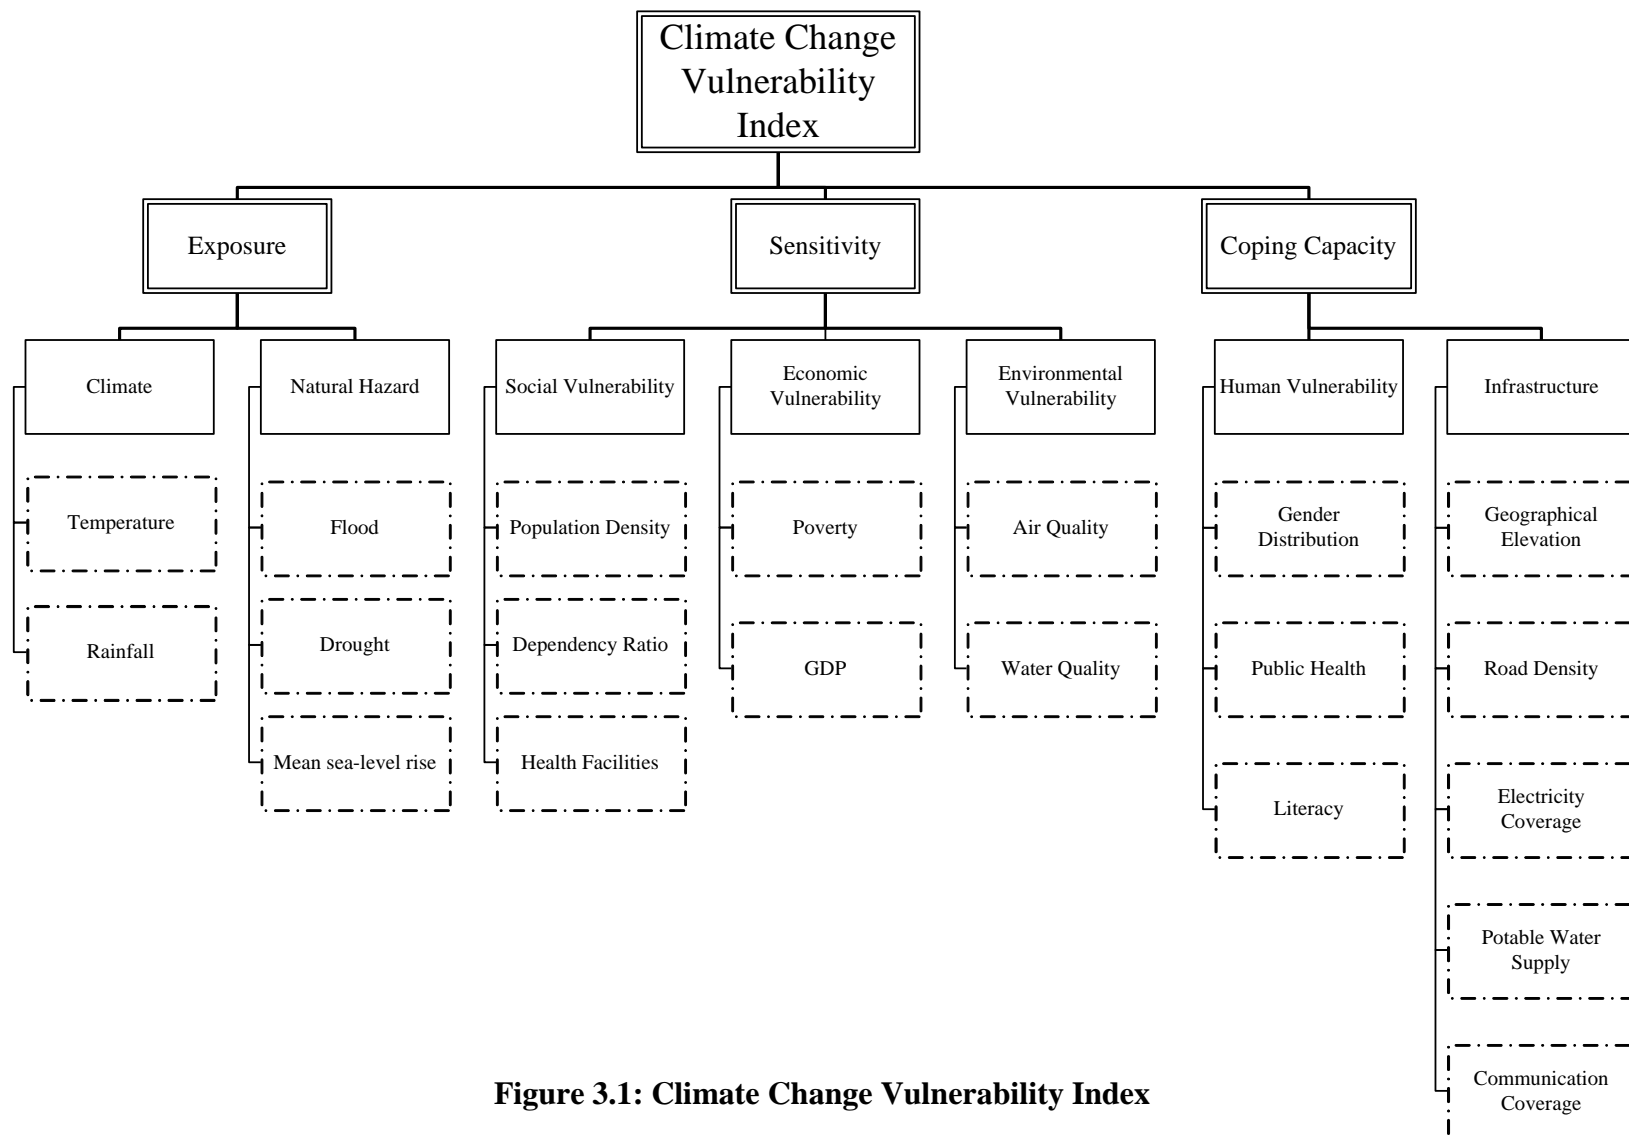 Climate Change
Vulnerability
Index
Exposure
Sensitivity
Coping Capacity
Climate
Natural Hazard
Social Vulnerability
Economic
Vulnerability
Environmental
Vulnerability
Human Vulnerability
Infrastructure
Temperature
Flood
Population Density
Poverty
Air Quality
Gender
Distribution
Geographical
Elevation
Rainfall
Drought
Dependency Ratio
GDP
Water Quality
Public Health
Road Density
Mean sea-level rise
Health Facilities
Literacy
Electricity
Coverage
Potable Water
Supply
Communication
Coverage
Figure 3.1: Climate Change Vulnerability Index